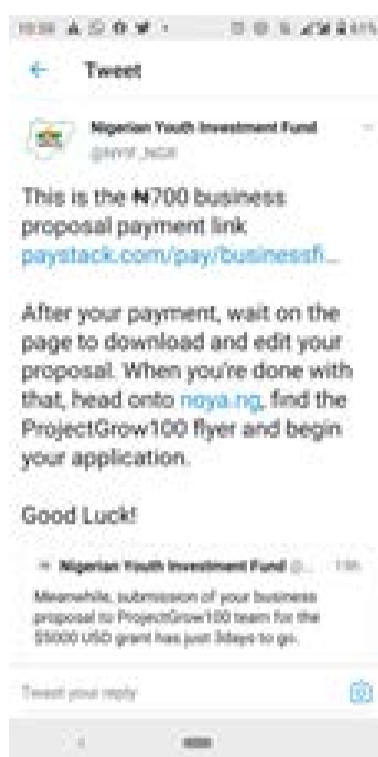 Tweet
Nigerian Youth Investment Fund
This is the ₦700 business
proposal payment link
paystack.com/pay/businessfi...
After your payment, wait on the
page to download and edit your
proposal. When you're done with
that, head onto noya.ng, find the
ProjectGrow100 flyer and begin
your application.
Good Luck!
Nigerian Youth Investment Fund @...
Meanwhile, submission of your business
proposal to ProjectGrow100 team for the
$5000 USD grant has just 3days to go.
Tweet your reply